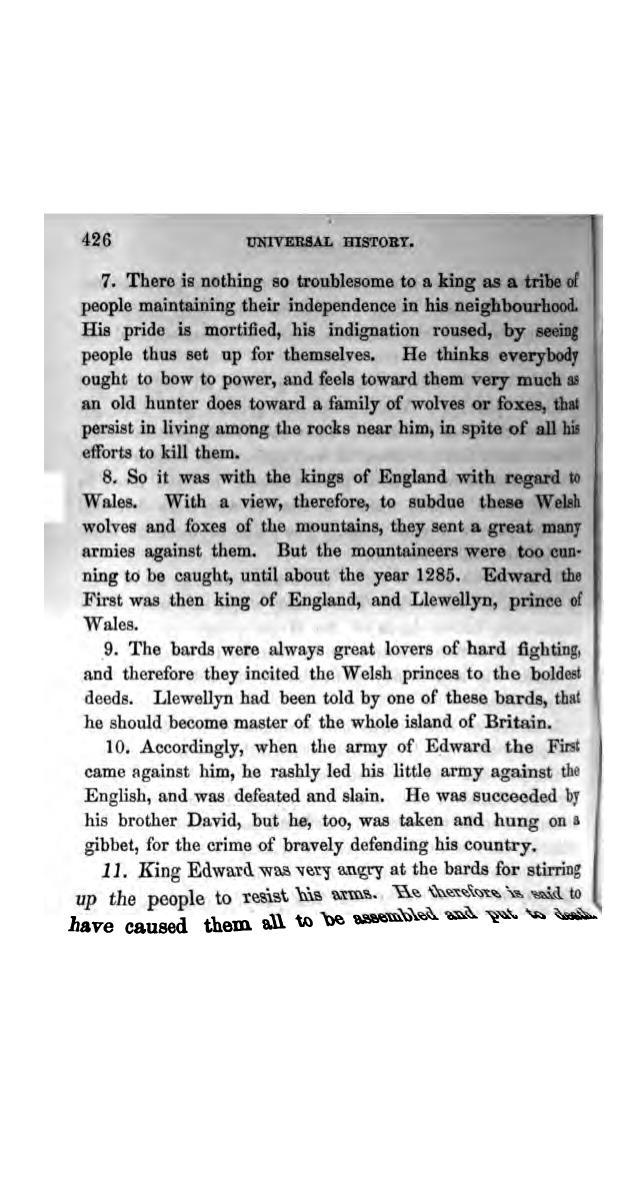 426 UNIVERSAL HISTORY.
7. There is nothing so troublesome to a king as a tribe of
people maintaining their independence in his neighbourhood.
His pride is mortified, his indignation roused, by seeing
people thus set up for themselves. He thinks everybody
ought to bow to power, and feels toward them very much as
an old hunter does toward a family of wolves or foxes, that
persist in living among the rocks near him, in spite of all his
efforts to kill them.
8. So it was with the kings of England with regard to
Wales. With a view, therefore, to subdue these Welsh
wolves and foxes of the mountains, they sent a great many
armies against them. But the mountaineers were too cun-
ning to be caught, until about the year 1285. Edward the
First was then king of England, and Llewellyn, prince of
Wales.
9. The bards were always great lovers of hard fighting,
and therefore they incited the Welsh princes to the boldest
deeds. Llewellyn had been told by one of these bards, that
he should become master of the whole island of Britain.
10. Accordingly, when the army of Edward the First
came against him, he rashly led his little army against the
English, and was defeated and slain. He was succeeded by
his brother David, but he, too, was taken and hung on a
gibbet, for the crime of bravely defending his country.
11. King Edward was very angry at the bards for stirring
up the people to resist his arms. He therefore is said to
have caused them all to be assembled and put to death.